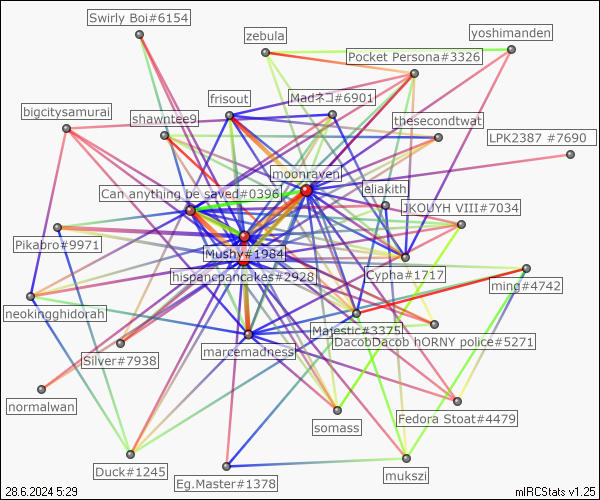 Swirly Boi#6154
zebula
yoshimanden
Pocket Persona#3326
frisout
Madネコ#6901
bigcitysamurai
shawntee9
thesecondtwat
LPK2387 #7690
moonraven
Can anything be saved#0396
eliakith
JKOUYH VIII#7034
Pikabro#9971
Mushy#1984
hispancpancakes#2928
Cypha#1717
ming#4742
neokingghidorah
Majestic#3375
DacobDacob hORNY police#5271
marcemadness
Silver#7938
normalwan
somass
Fedora Stoat#4479
Duck#1245
Eg.Master#1378
mukszi
28.6.2024 5:29
mIRCStats v1.25